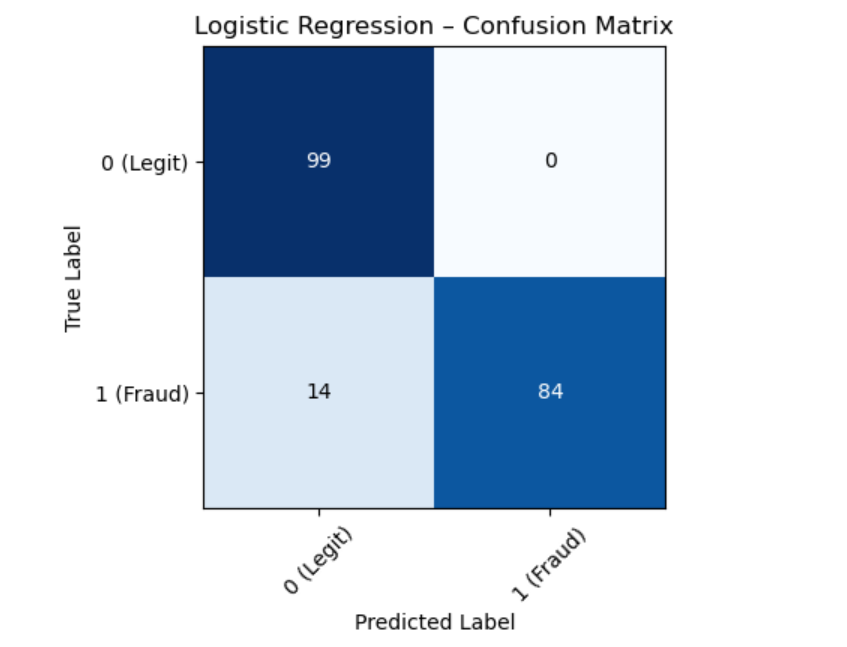 Logistic Regression – Confusion Matrix
True Label
0 (Legit)
99
0
1 (Fraud)
14
84
0 (Legit)
1 (Fraud)
Predicted Label